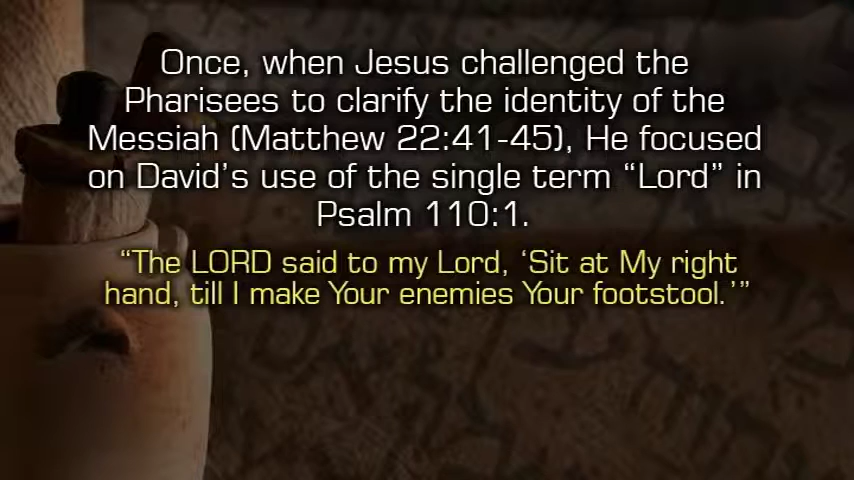 Once, when Jesus challenged the
Pharisees to clarify the identity of the
Messiah (Matthew 22:41-45), He focused
on David’s use of the single term “Lord” in
Psalm 110:1.
“The LORD said to my Lord, ‘Sit at My right
hand, till I make Your enemies Your footstool.’”